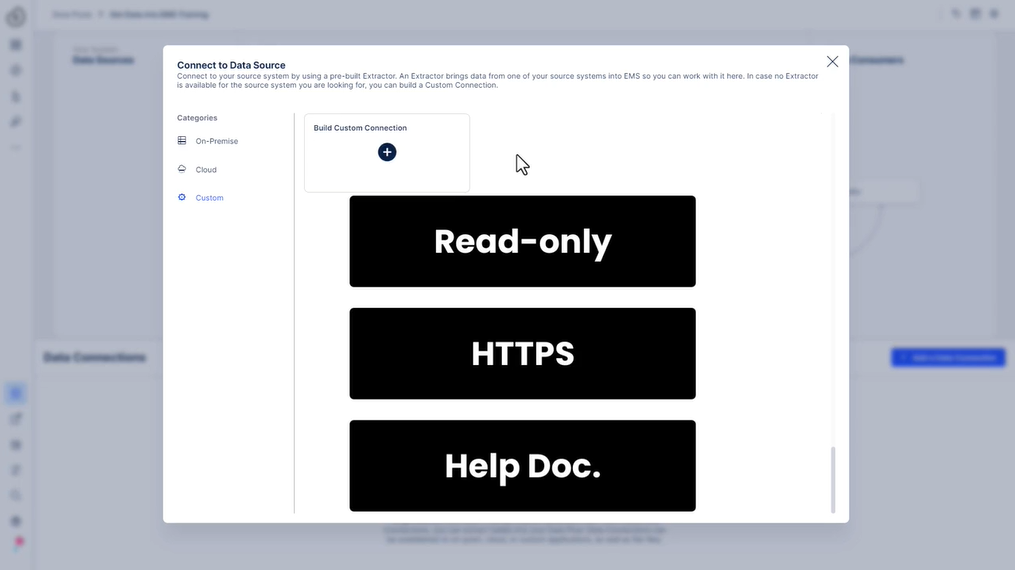 Data Sources
Connect to Data Source
Connect to your source system by using a pre-built Extractor. An Extractor brings data from one of your source systems into EMS so you can work with it here. In case no Extractor
is available for the source system you are looking for, you can build a Custom Connection.
Categories
On-Premise
Cloud
Custom
Build Custom Connection
Read-only
HTTPS
Help Doc.
Data Connections
Add a Data Connection